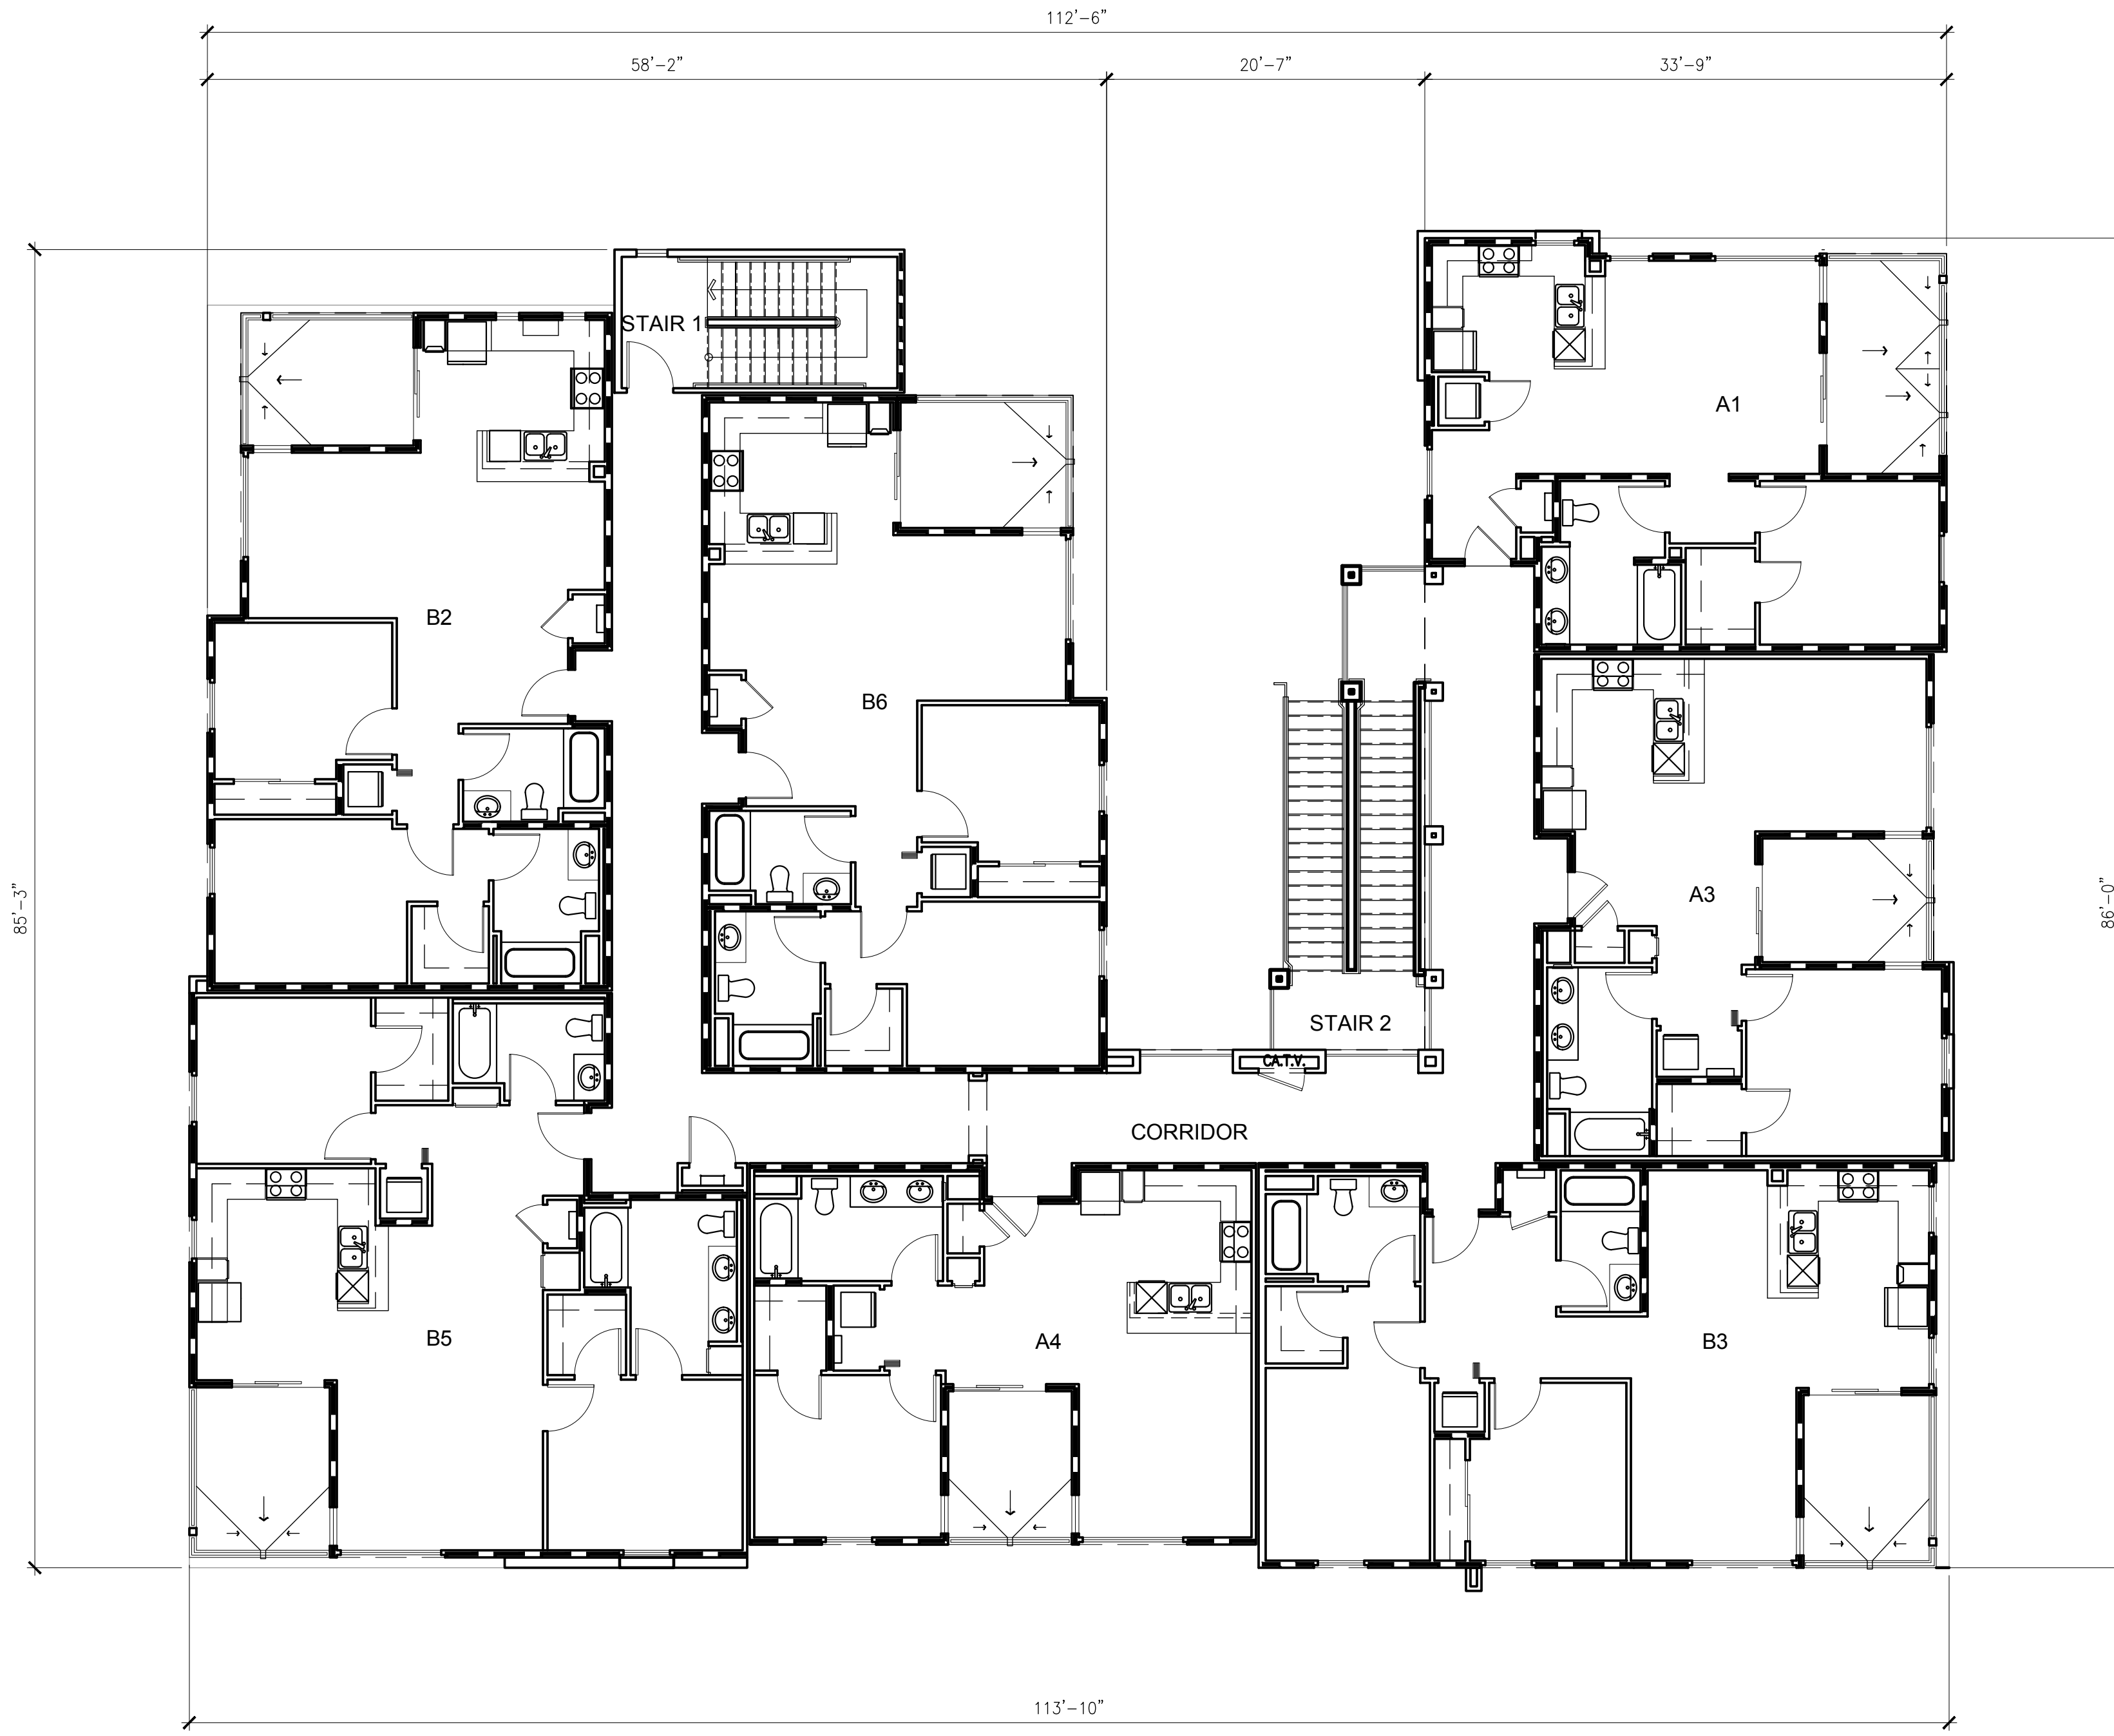 112'-6"
58'-2"
20'-7"
33'-9"
STAIR 1
A1
B2
B6
85'-3"
A3
86'-0"
STAIR 2
CA.T.V.
CORRIDOR
B5
A4
B3
113'-10"